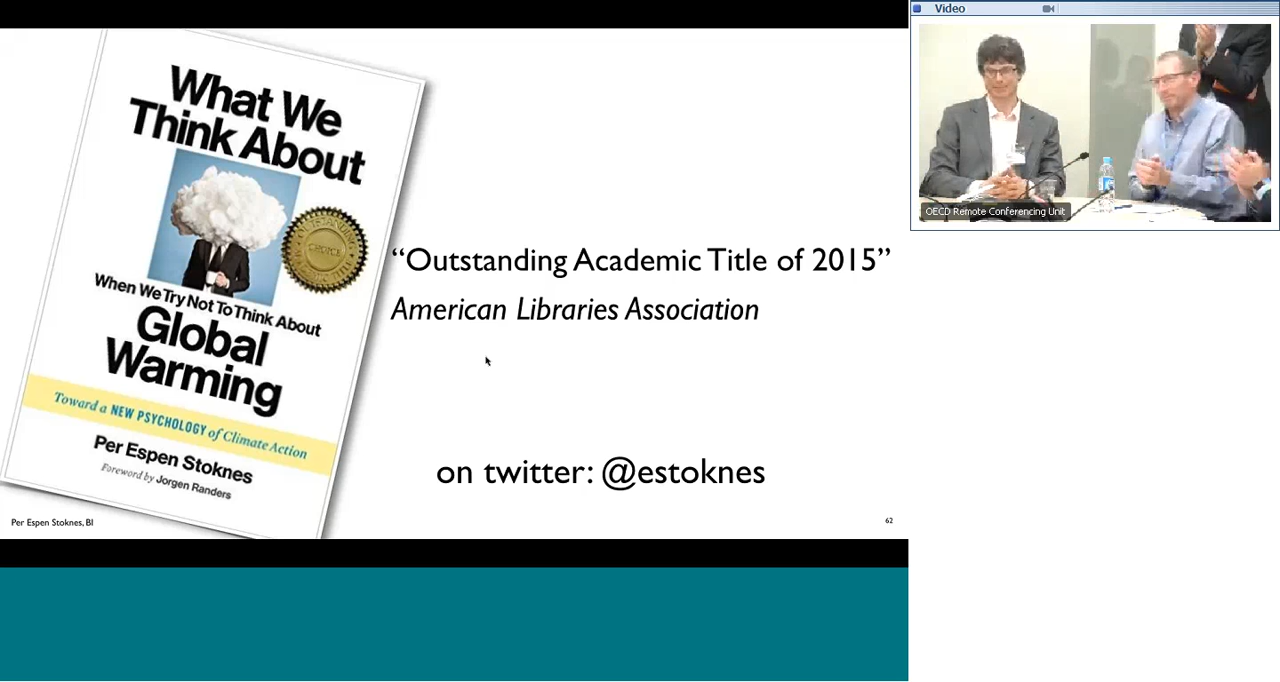 What We
Think About
When We Try Not To Think About
Global
Warming
Toward a NEW PSYCHOLOGY of Climate Action
Per Espen Stoknes
Foreword by Jorgen Randers
CHOICE
“Outstanding Academic Title of 2015”
American Libraries Association
on twitter: @estoknes
Per Espen Stoknes, BI
62
Video
OECD Remote Conferencing Unit